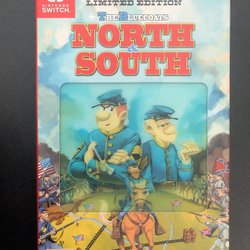 LIMITED EDITION
NINTENDO
SWITCH
THE BLUECOATS
NORTH
&
SOUTH